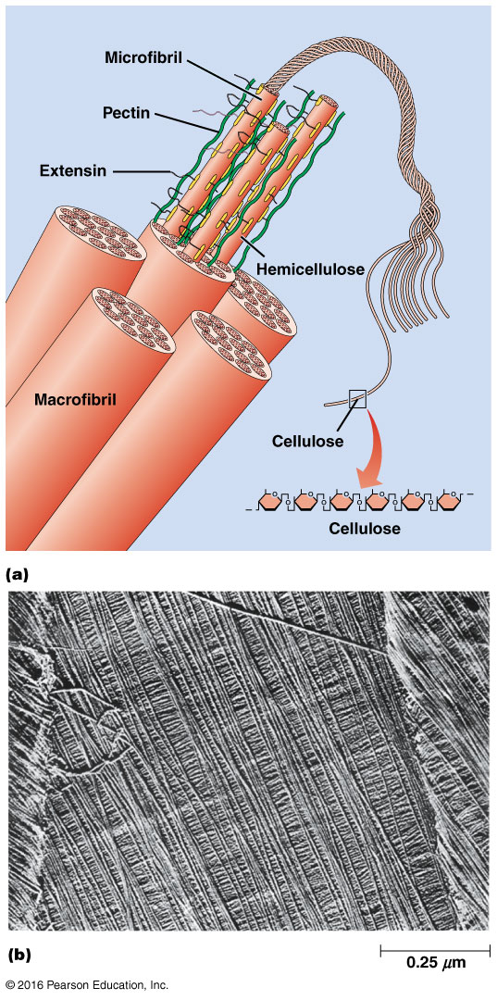 Microfibril
Pectin
Extensin
Hemicellulose
Macrofibril
Cellulose
O O O O O O
O O O O O
Cellulose
(a)
(b)
0.25 μm
© 2016 Pearson Education, Inc.